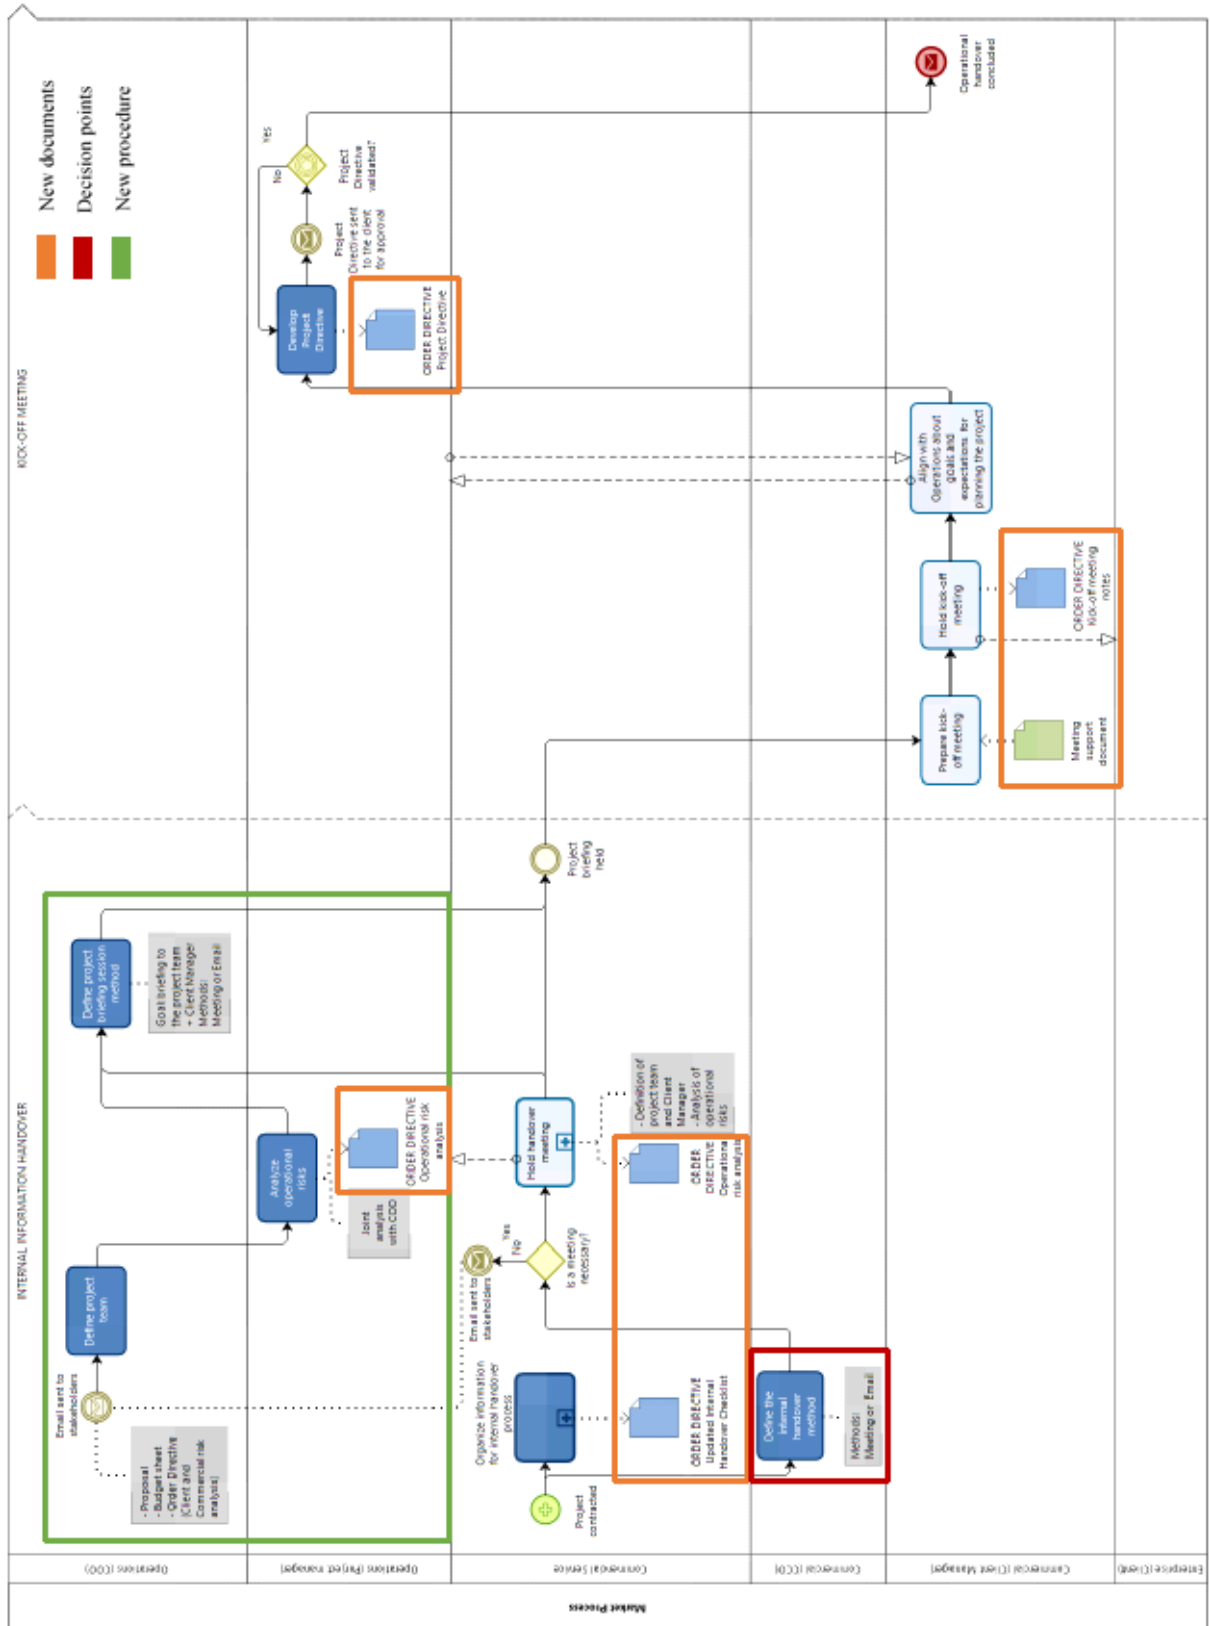 New documents
Decision points
New procedure
INTERNAL INFORMATION HANDOVER
KICK-OFF MEETING
Market Process
Operations (COO)
Operations (Project manager)
Commercial Service
Commercial (CCO)
Commercial (Client Manager)
Enterprise (Client)
- Proposal
- Budget sheet
- Order Directive
(Client and
Commercial risk
analysis)
Email sent to
stakeholders
Define project
team
Define project
briefing session
method
Goal: briefing to
the project team
+ Client Manager
Methods:
Meeting or Email
Analyze
operational
risks
Joint
analysis
with COO
ORDER DIRECTIVE
Operational risk
analysis
Project
contracted
Organize information
for internal handover
process
ORDER DIRECTIVE
Updated Internal
Handover Checklist
Email sent to
stakeholders
No
Yes
Is a meeting
necessary?
Hold handover
meeting
ORDER
DIRECTIVE
Operational
risk analysis
- Definition of
project team
and Client
Manager
- Analysis of
operational
risks
Project
briefing
held
Define the
internal
handover
method
Methods:
Meeting or Email
Prepare kick-
off meeting
Meeting
support
document
Hold kick-off
meeting
ORDER DIRECTIVE
Kick-off meeting
notes
Align with
Operations about
goals and
expectations for
planning the project
Develop
Project
Directive
ORDER DIRECTIVE
Project Directive
Project
Directive sent
to the client
for approval
Project
Directive
validated?
No
Yes
Operational
handover
concluded